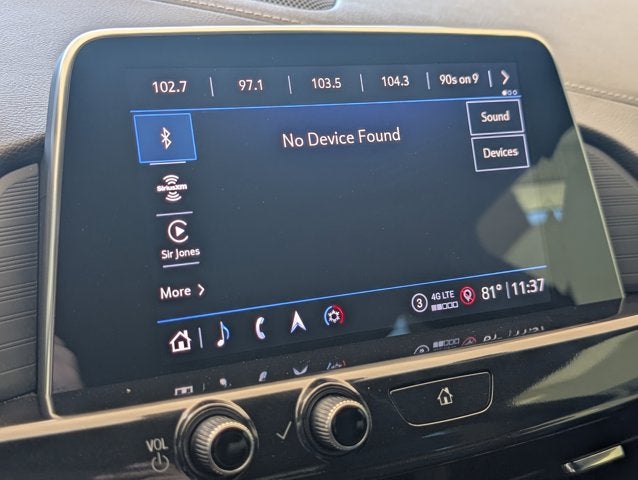 102.7 | 97.1 | 103.5 | 104.3 | 90s on 9 |
No Device Found
Sound
Devices
SiriusXM
Sir Jones
More
3 4G LTE 81° | 11:37
VOL